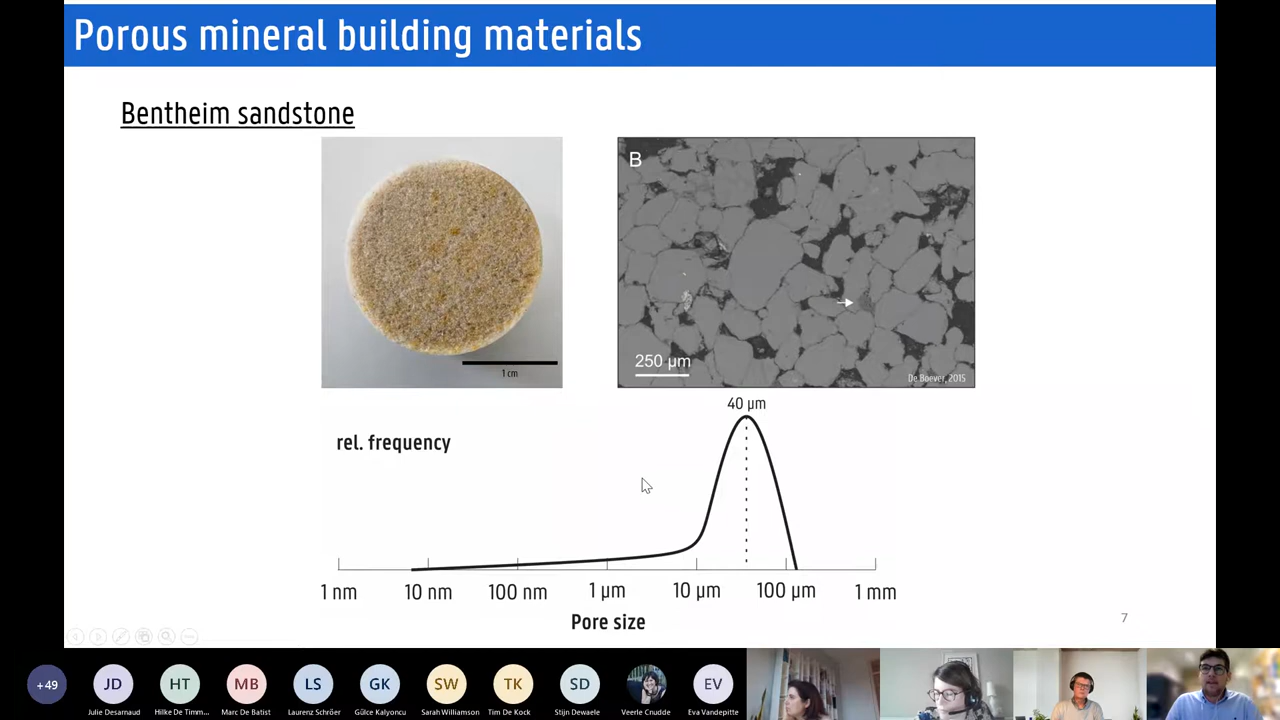 Porous mineral building materials
Bentheim sandstone
B
250 µm
De Boever, 2015
1 cm
40 µm
rel. frequency
1 nm 10 nm 100 nm 1 µm 10 µm 100 µm 1 mm
Pore size
7
+49 JD HT MB LS GK SW TK SD EV
Julie Desarnaud Hilke De Timm... Marc De Batist Laurenz Schröer Gülce Kalyoncu Sarah Williamson Tim De Kock Stijn Dewaele Veerle Cnudde Eva Vandepitte